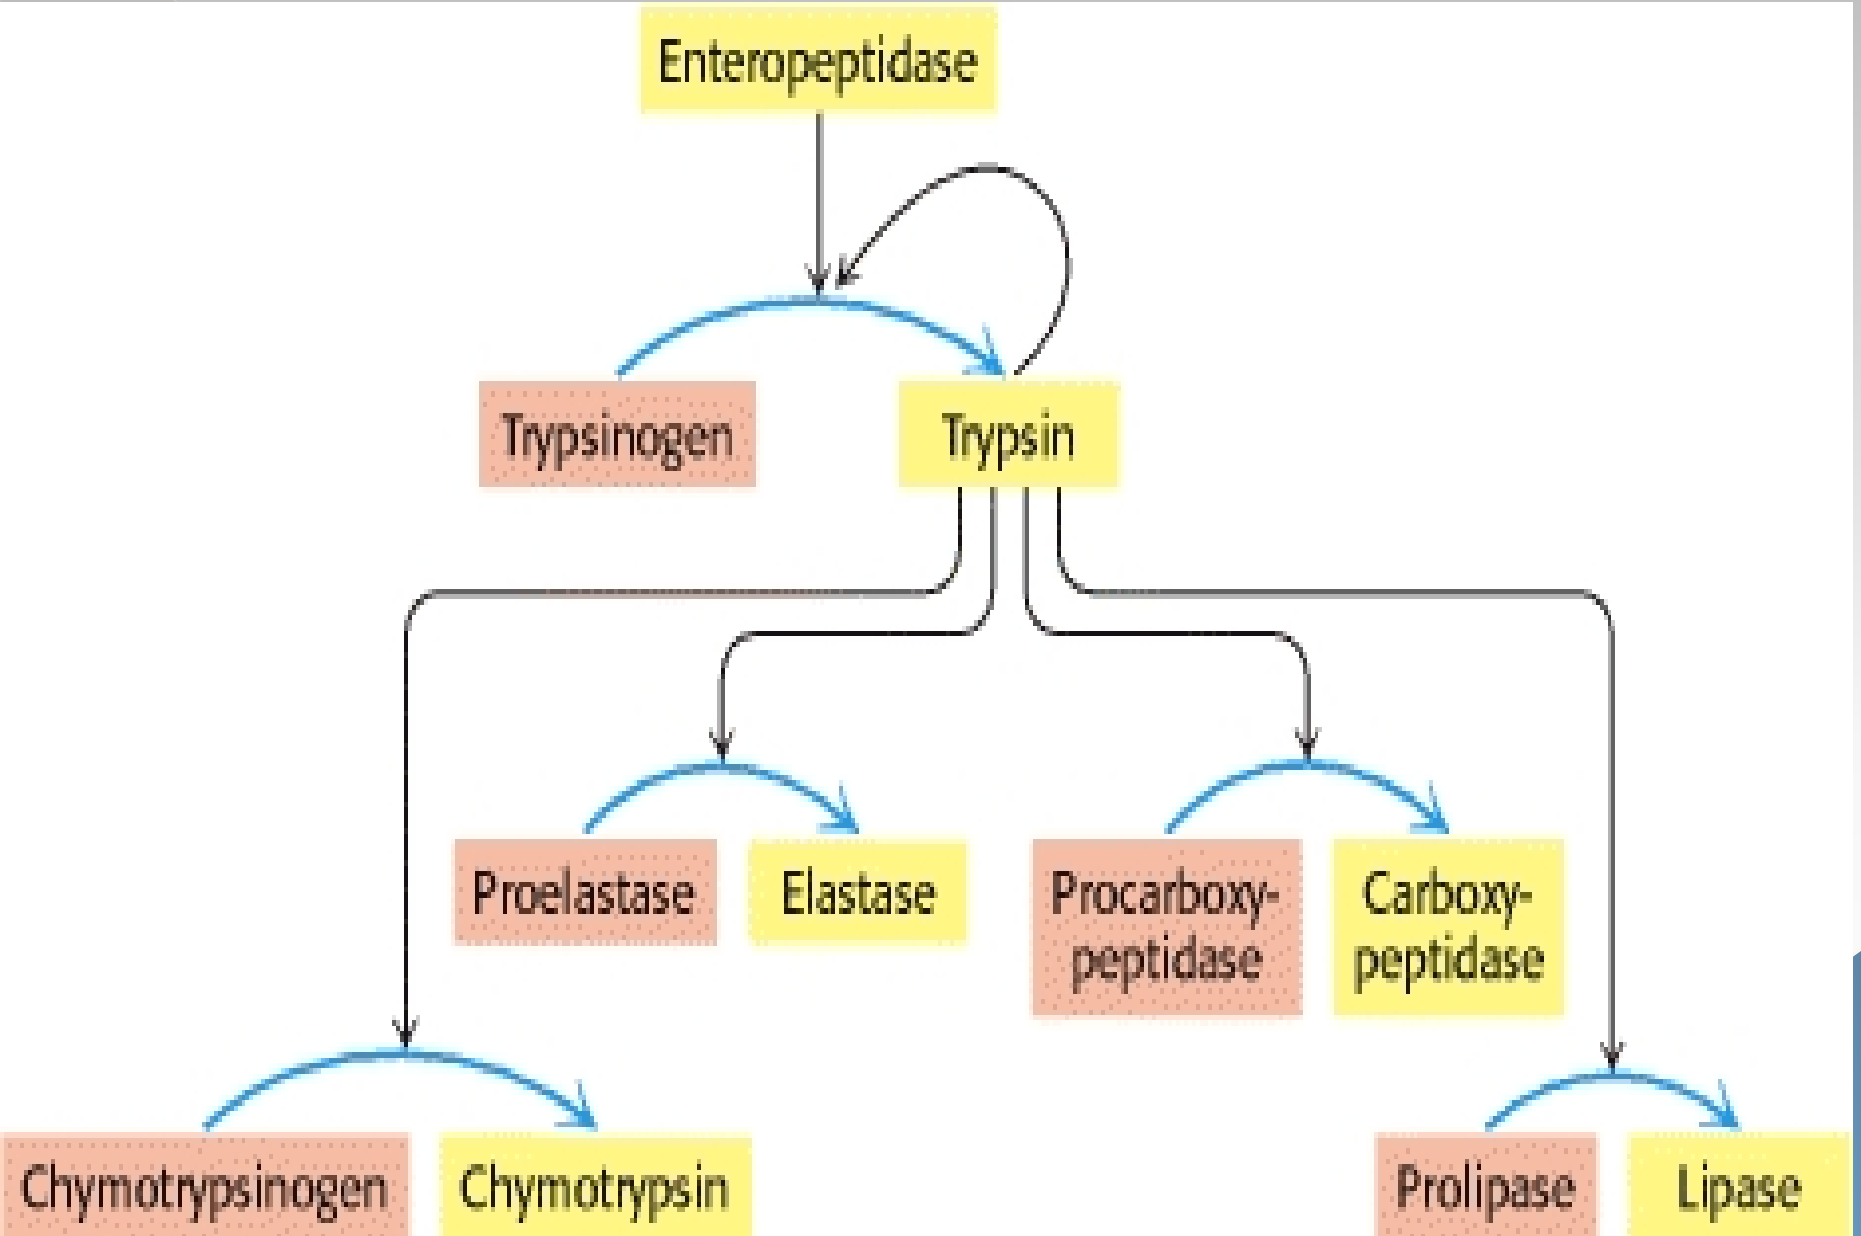 Enteropeptidase
Trypsinogen
Trypsin
Proelastase
Elastase
Procarboxy-
peptidase
Carboxy-
peptidase
Chymotrypsinogen
Chymotrypsin
Prolipase
Lipase